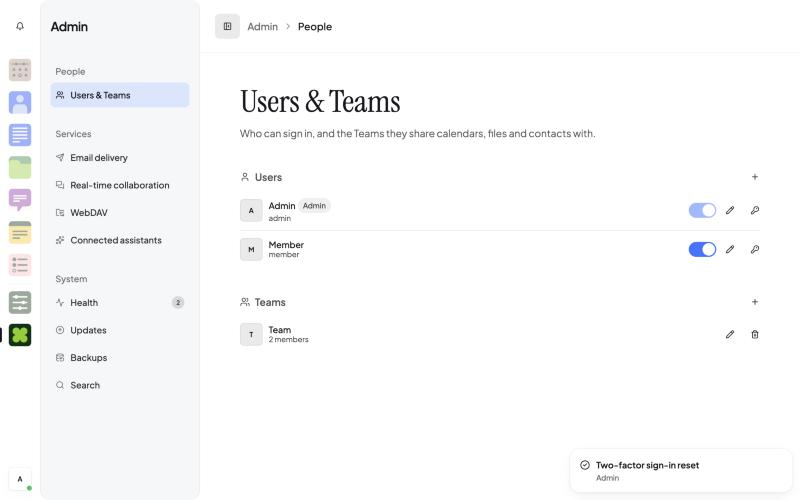 Admin
Admin
People
People
Users & Teams
Services
Email delivery
Real-time collaboration
WebDAV
Connected assistants
System
Health
2
Updates
Backups
Search
A
Users & Teams
Who can sign in, and the Teams they share calendars, files and contacts with.
Users
A
Admin Admin
admin
M
Member
member
Teams
T
Team
2 members
Two-factor sign-in reset
Admin